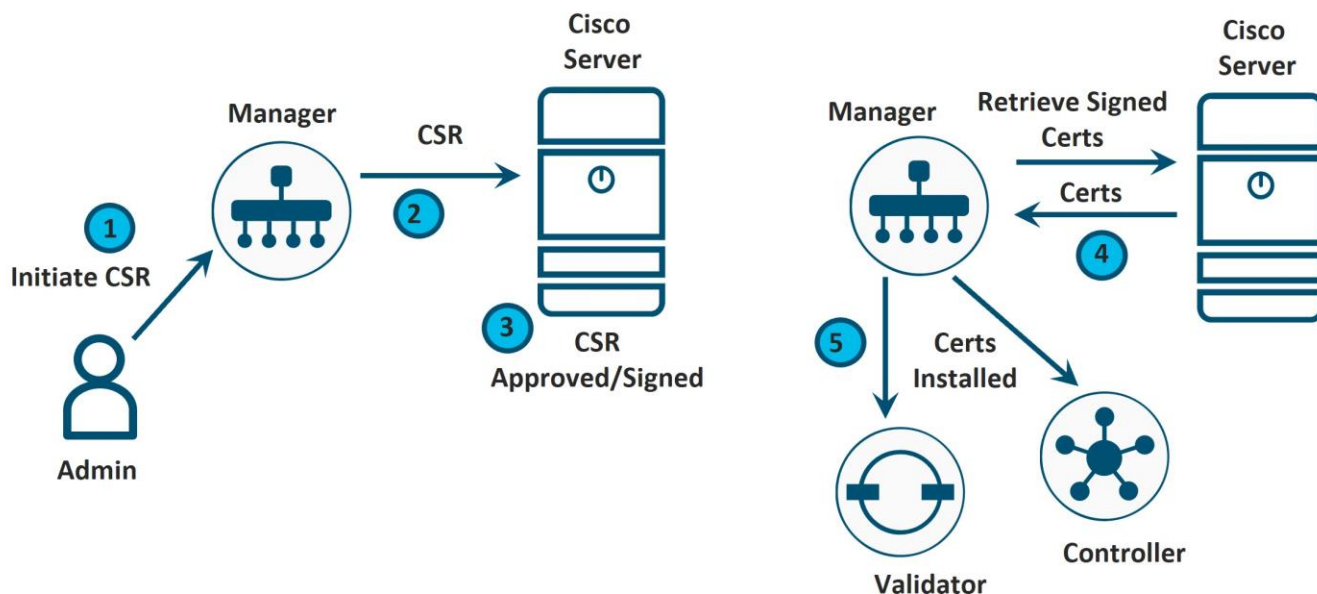 Cisco
Server
Manager
CSR
1
Initiate CSR
2
3
CSR
Approved/Signed
Admin
Cisco
Server
Manager
Retrieve Signed
Certs
Certs
4
5
Certs
Installed
Validator
Controller